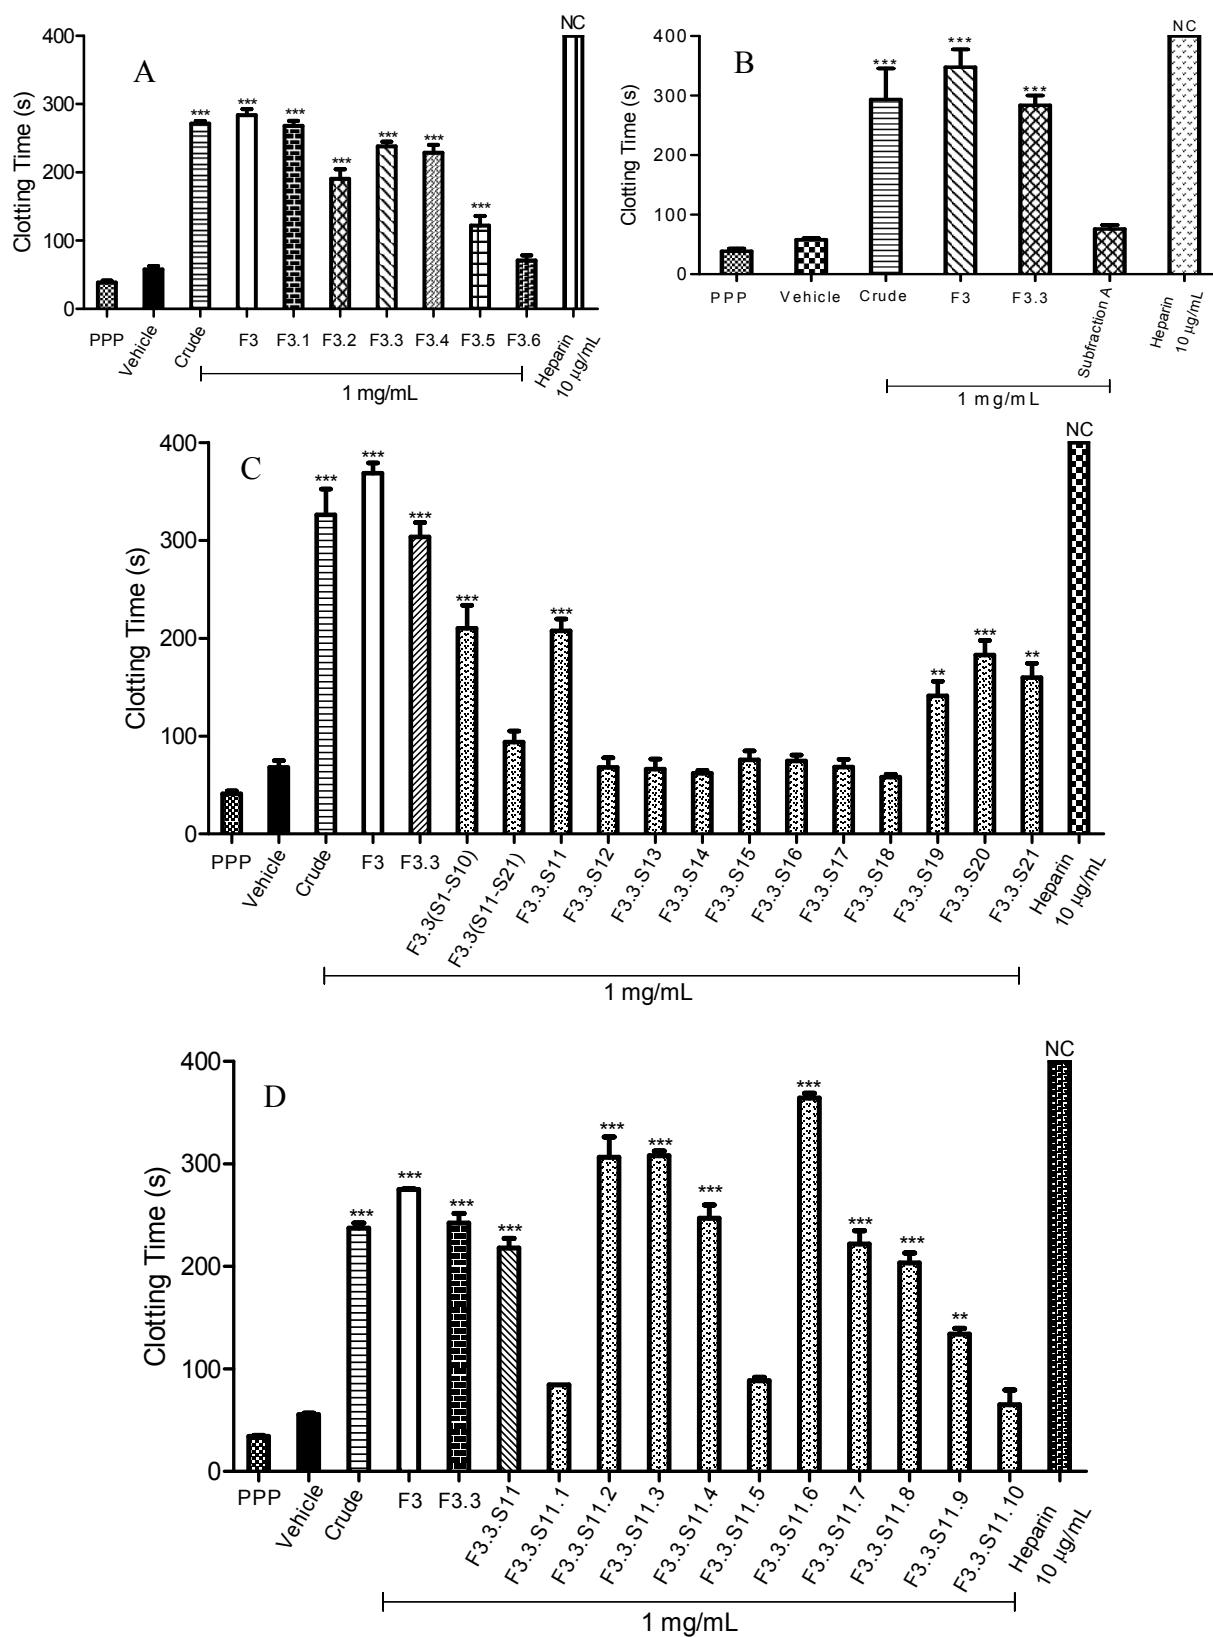 NC
400
300
200
100
0
Clotting Time (s)
A
***
***
***
***
***
***
***
PPP
Vehicle
Crude
F3
F3.1
F3.2
F3.3
F3.4
F3.5
F3.6
Heparin
10 µg/mL
1 mg/mL
NC
400
300
200
100
0
Clotting Time (s)
B
***
***
***
PPP
Vehicle
Crude
F3
F3.3
Subfraction A
Heparin
10 µg/mL
1 mg/mL
NC
400
300
200
100
0
Clotting Time (s)
C
***
***
***
***
***
**
***
**
PPP
Vehicle
Crude
F3
F3.3
F3.3(S1-S10)
F3.3(S11-S21)
F3.3.S11
F3.3.S12
F3.3.S13
F3.3.S14
F3.3.S15
F3.3.S16
F3.3.S17
F3.3.S18
F3.3.S19
F3.3.S20
F3.3.S21
Heparin
10 µg/mL
1 mg/mL
NC
400
300
200
100
0
Clotting Time (s)
D
***
***
***
***
***
***
***
***
***
***
**
PPP
Vehicle
Crude
F3
F3.3
F3.3.S11
F3.3.S11.1
F3.3.S11.2
F3.3.S11.3
F3.3.S11.4
F3.3.S11.5
F3.3.S11.6
F3.3.S11.7
F3.3.S11.8
F3.3.S11.9
F3.3.S11.10
Heparin
10 µg/mL
1 mg/mL